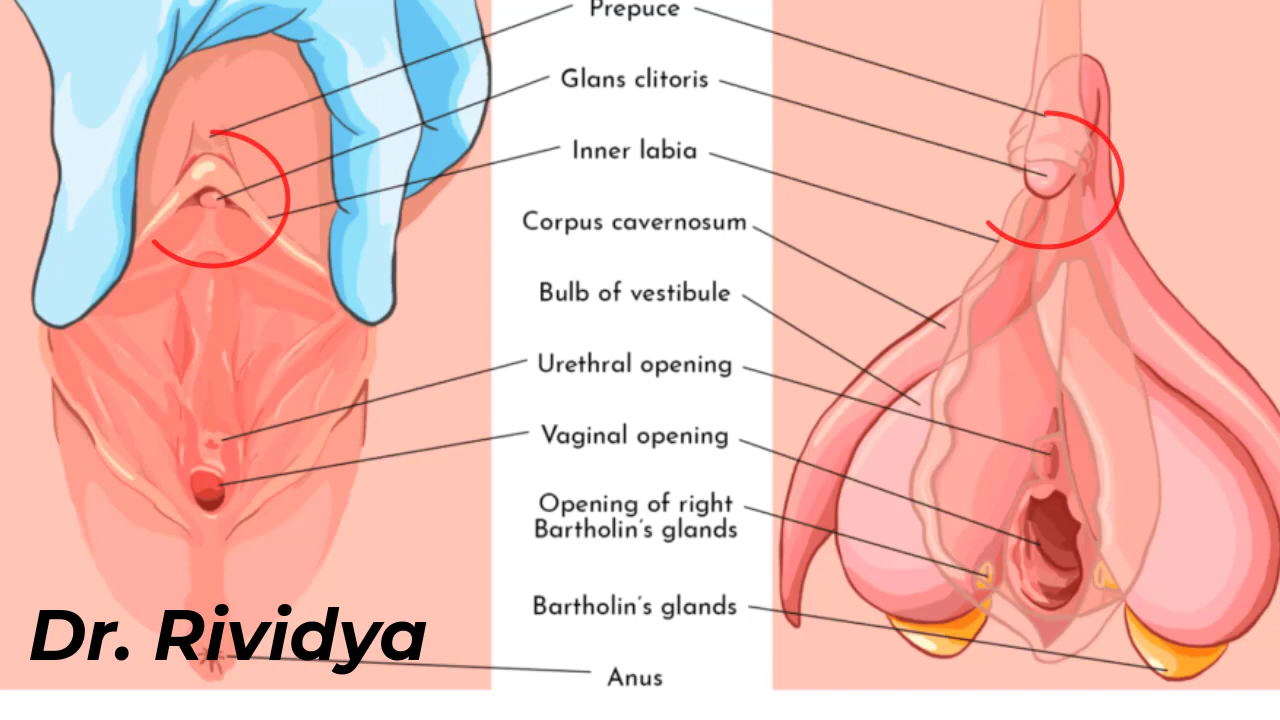 Prepuce
Glans clitoris
Inner labia
Corpus cavernosum
Bulb of vestibule
Urethral opening
Vaginal opening
Opening of right
Bartholin's glands
Bartholin's glands
Anus
Dr. Rividya